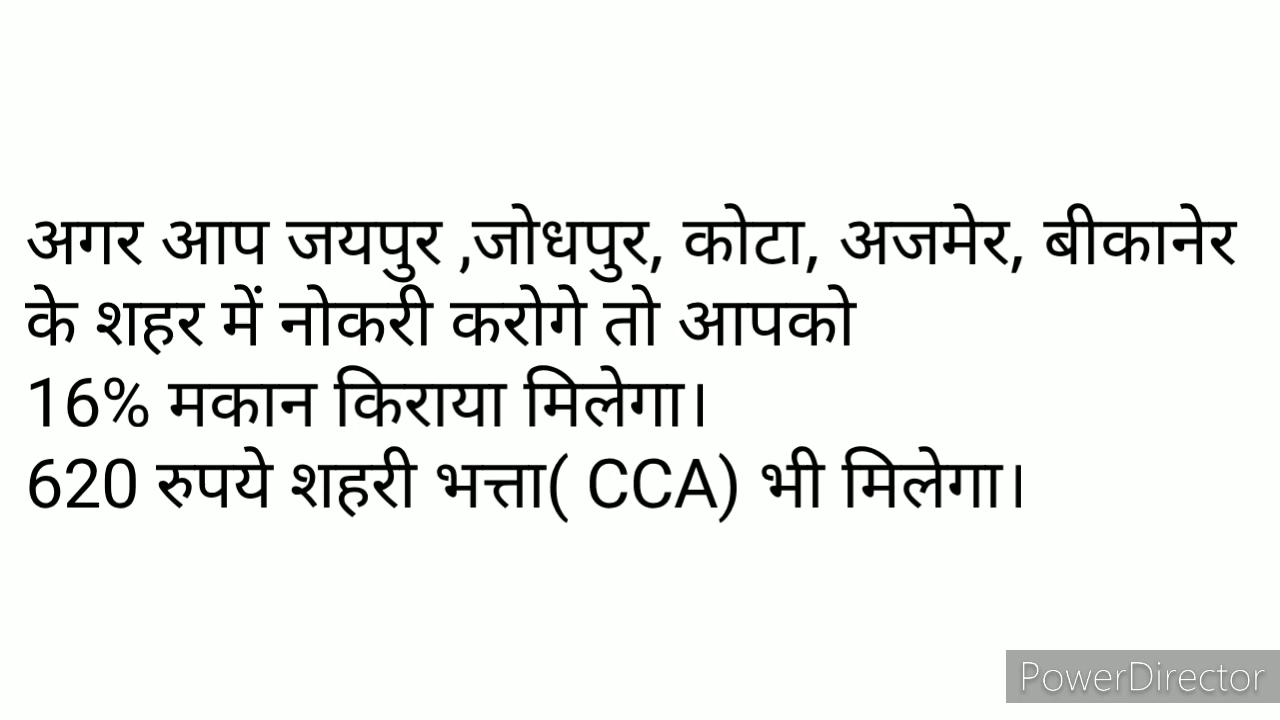 अगर आप जयपुर ,जोधपुर, कोटा, अजमेर, बीकानेर
के शहर में नोकरी करोगे तो आपको
16% मकान किराया मिलेगा।
620 रुपये शहरी भत्ता( CCA) भी मिलेगा।
PowerDirector